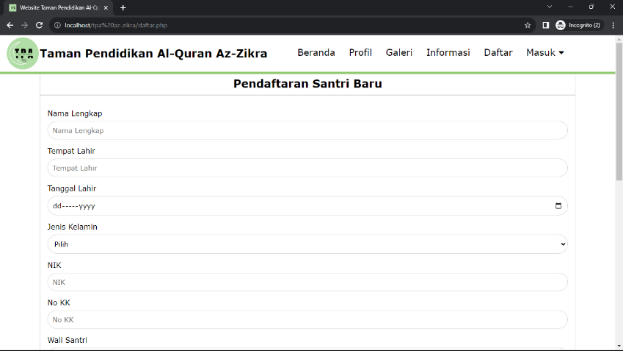 Website Taman Pendidikan Al-Qu
Incognito (2)
localhost/tpa%20az-zikra/daftar.php
TPA
Taman Pendidikan Al-Quran Az-Zikra
Beranda Profil Galeri Informasi Daftar Masuk
Pendaftaran Santri Baru
Nama Lengkap
Nama Lengkap
Tempat Lahir
Tempat Lahir
Tanggal Lahir
dd-----yyyy
Jenis Kelamin
Pilih
NIK
NIK
No KK
No KK
Wali Santri